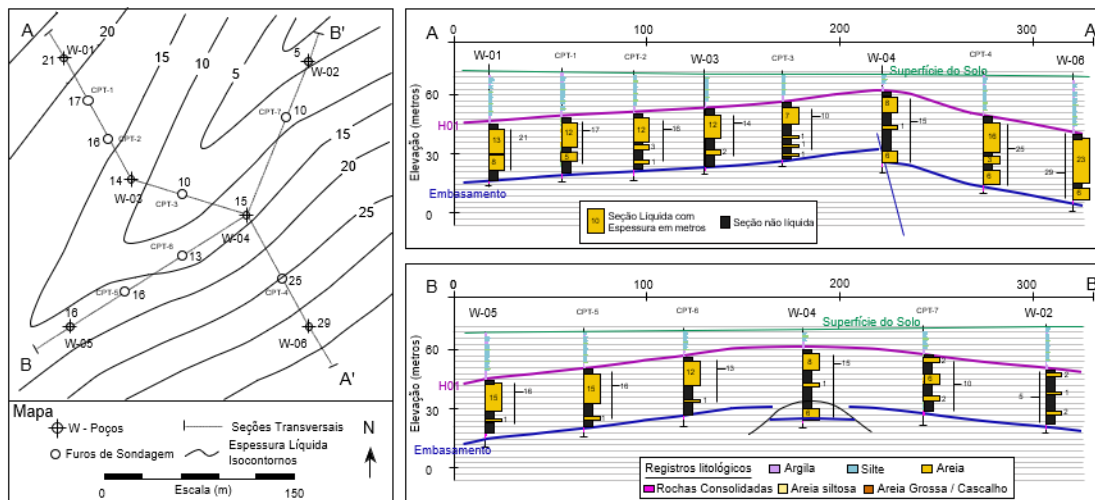 A
W-01
21
CPT-1
17
16
CPT-2
14
W-03
10
CPT-3
CPT-6
13
CPT-5
16
16
W-05
B
15
W-04
CPT-4
25
29
W-06
A'
B'
5
W-02
CPT-7
10
20
15
10
5
10
15
20
25
Mapa
W - Poços
Furos de Sondagem
Seções Transversais
Espessura Líquida
Isocontornos
N
0
Escala (m)
150
A
0
100
200
300
A
W-01
CPT-1
CPT-2
W-03
CPT-3
W-04
CPT-4
W-06
Superfície do Solo
Elevação (metros)
60
30
0
H01
Embasamento
13
8
21
12
5
17
12
3
1
16
12
2
14
7
1
1
1
10
8
1
6
15
16
3
6
25
23
6
29
10
Seção Líquida com
Espessura em metros
Seção não líquida
B
0
100
200
300
B
W-05
CPT-5
CPT-6
W-04
CPT-7
W-02
Superfície do Solo
Elevação (metros)
60
30
0
H01
Embasamento
15
1
16
15
1
16
12
1
13
8
1
6
15
2
6
1
2
10
2
1
2
5
Registros litológicos
Argila
Silte
Areia
Rochas Consolidadas
Areia siltosa
Areia Grossa / Cascalho